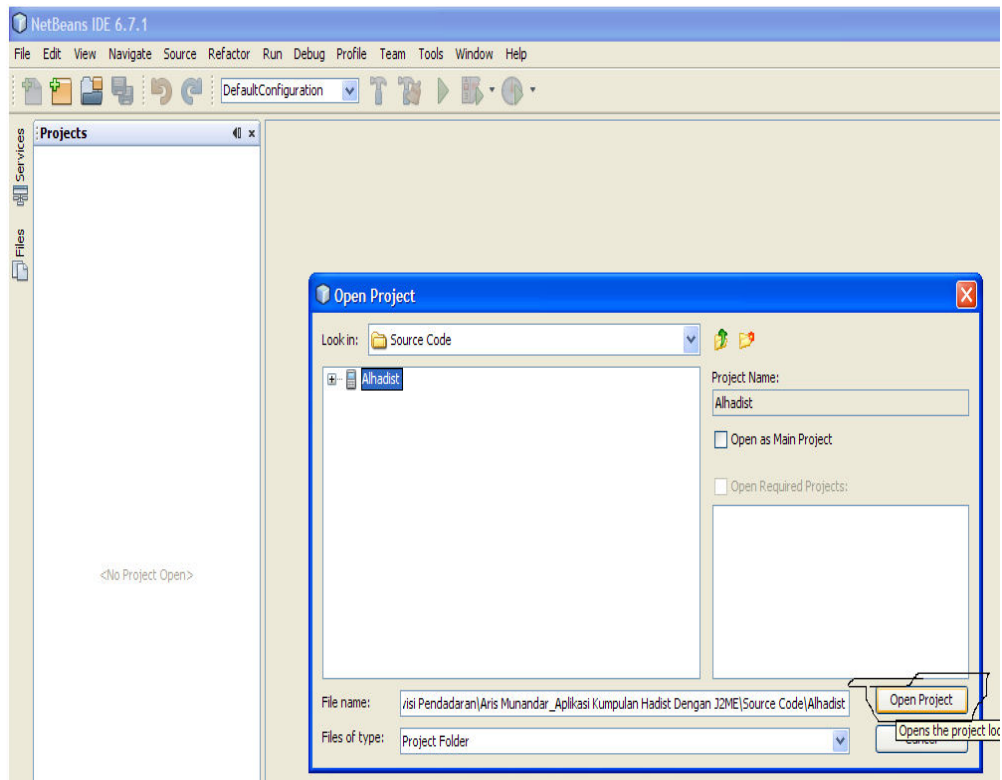 NetBeans IDE 6.7.1
File Edit View Navigate Source Refactor Run Debug Profile Team Tools Window Help
DefaultConfiguration
Services
Files
Projects
<No Project Open>
Open Project
Look in: Source Code
Alhadist
Project Name:
Alhadist
Open as Main Project
Open Required Projects:
File name: /isi Pendadaran\Aris Munandar_Aplikasi Kumpulan Hadist Dengan J2ME\Source Code\Alhadist
Open Project
Files of type: Project Folder
Opens the project loc